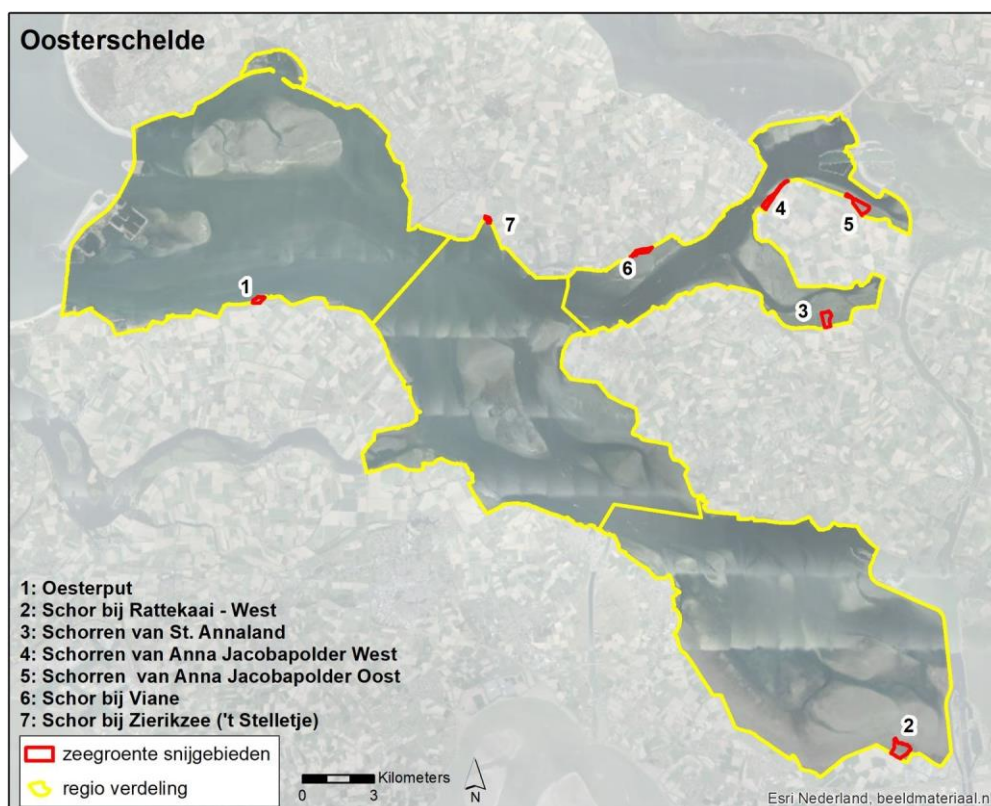 Oosterschelde
4
5
7
6
1
3
2
1: Oesterput
2: Schor bij Rattekaai - West
3: Schorren van St. Annaland
4: Schorren van Anna Jacobapolder West
5: Schorren van Anna Jacobapolder Oost
6: Schor bij Viane
7: Schor bij Zierikzee ('t Stelletje)
zeegroente snijgebieden
regio verdeling
Kilometers
0 3
N
Esri Nederland, beeldmateriaal.nl